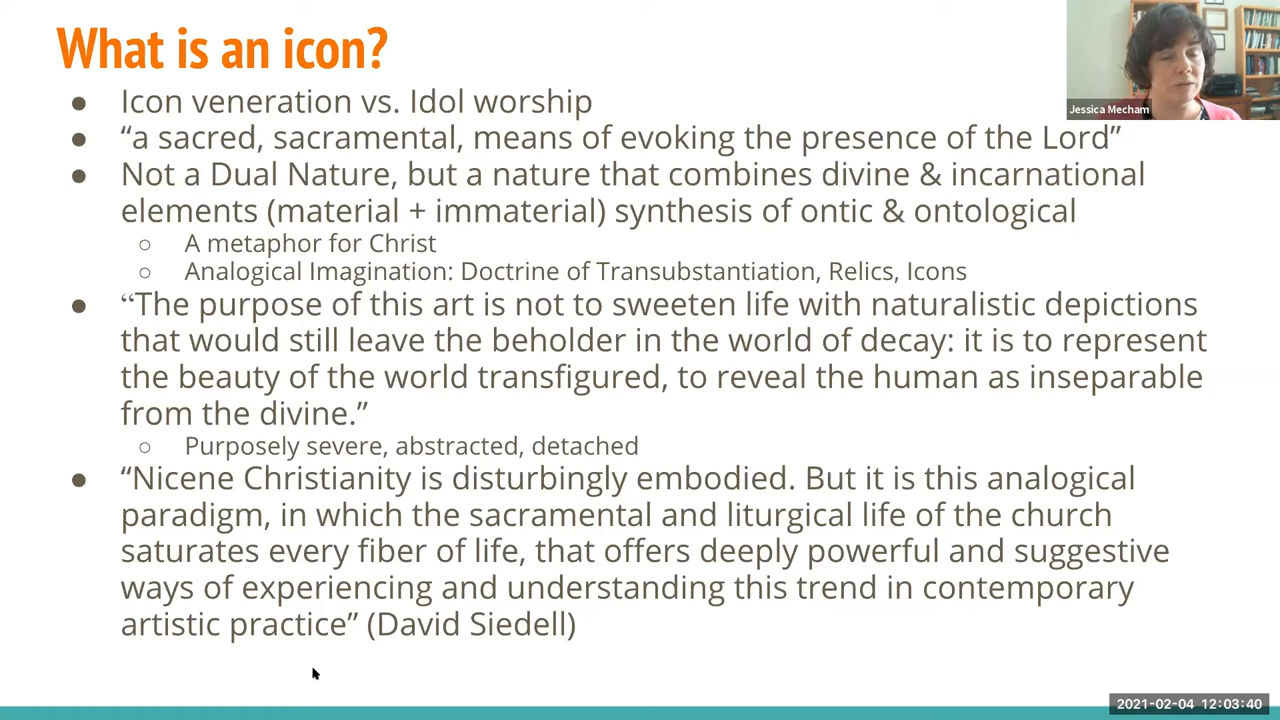 What is an icon?
Jessica Mecham
● Icon veneration vs. Idol worship
● “a sacred, sacramental, means of evoking the presence of the Lord”
● Not a Dual Nature, but a nature that combines divine & incarnational
elements (material + immaterial) synthesis of ontic & ontological
○ A metaphor for Christ
○ Analogical Imagination: Doctrine of Transubstantiation, Relics, Icons
● “The purpose of this art is not to sweeten life with naturalistic depictions
that would still leave the beholder in the world of decay: it is to represent
the beauty of the world transfigured, to reveal the human as inseparable
from the divine.”
○ Purposely severe, abstracted, detached
● “Nicene Christianity is disturbingly embodied. But it is this analogical
paradigm, in which the sacramental and liturgical life of the church
saturates every fiber of life, that offers deeply powerful and suggestive
ways of experiencing and understanding this trend in contemporary
artistic practice” (David Siedell)
2021-02-04 12:03:40